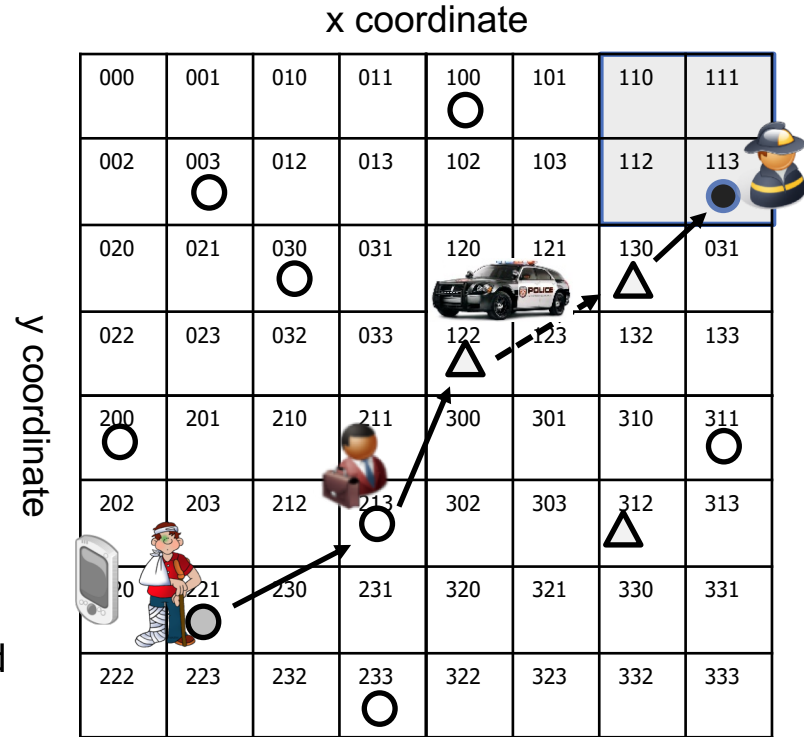 x coordinate
000 001 010 011 100 101 110 111
002 003 012 013 102 103 112 113
020 021 030 031 120 121 130 031
POLICE
022 023 032 033 122 123 132 133
y coordinate
200 201 210 211 300 301 310 311
202 203 212 213 302 303 312 313
20 221 230 231 320 321 330 331
d
222 223 232 233 322 323 332 333